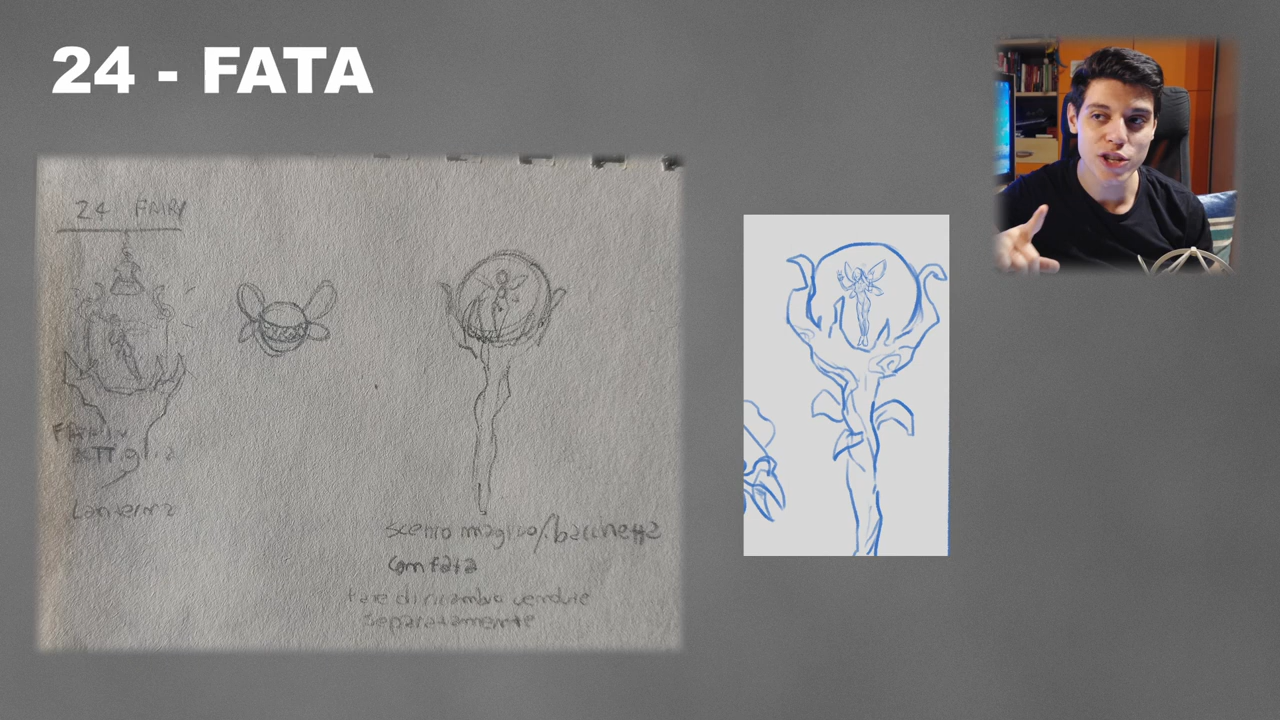 24 - FATA
24 FAIRY
Lanterna
scettro magico/bacchetta
con fata
fate di ricambio vendute
separatamente